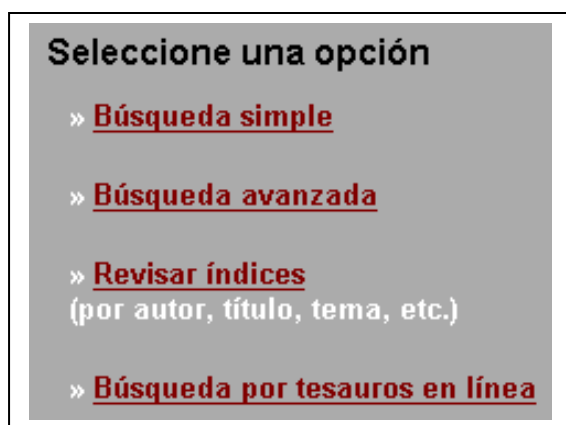 Seleccione una opción
» Búsqueda simple
» Búsqueda avanzada
» Revisar índices
(por autor, título, tema, etc.)
» Búsqueda por tesauros en línea